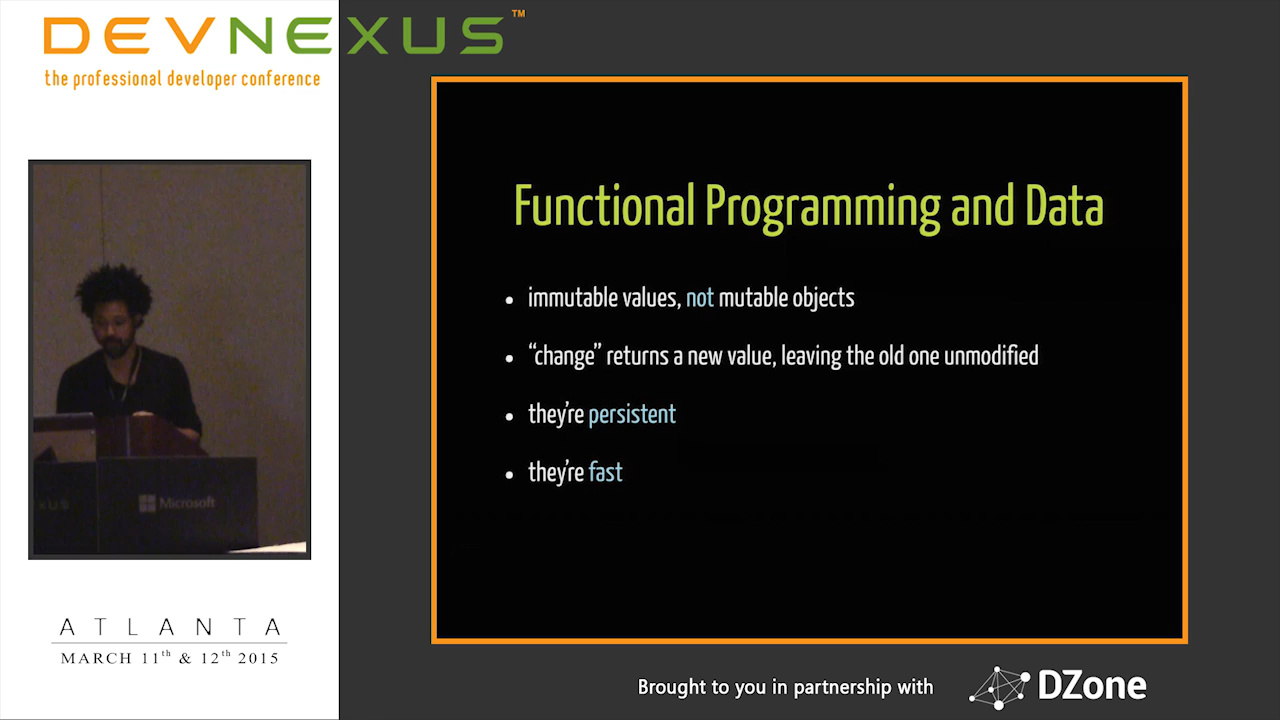 DEVNEXUS™
the professional developer conference
Functional Programming and Data
• immutable values, not mutable objects
• “change” returns a new value, leaving the old one unmodified
• they’re persistent
• they’re fast
XUS
Microsoft
ATLANTA
MARCH 11th & 12th 2015
Brought to you in partnership with
DZone